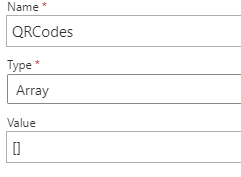 Name *
QRCodes
Type *
Array
Value
[]